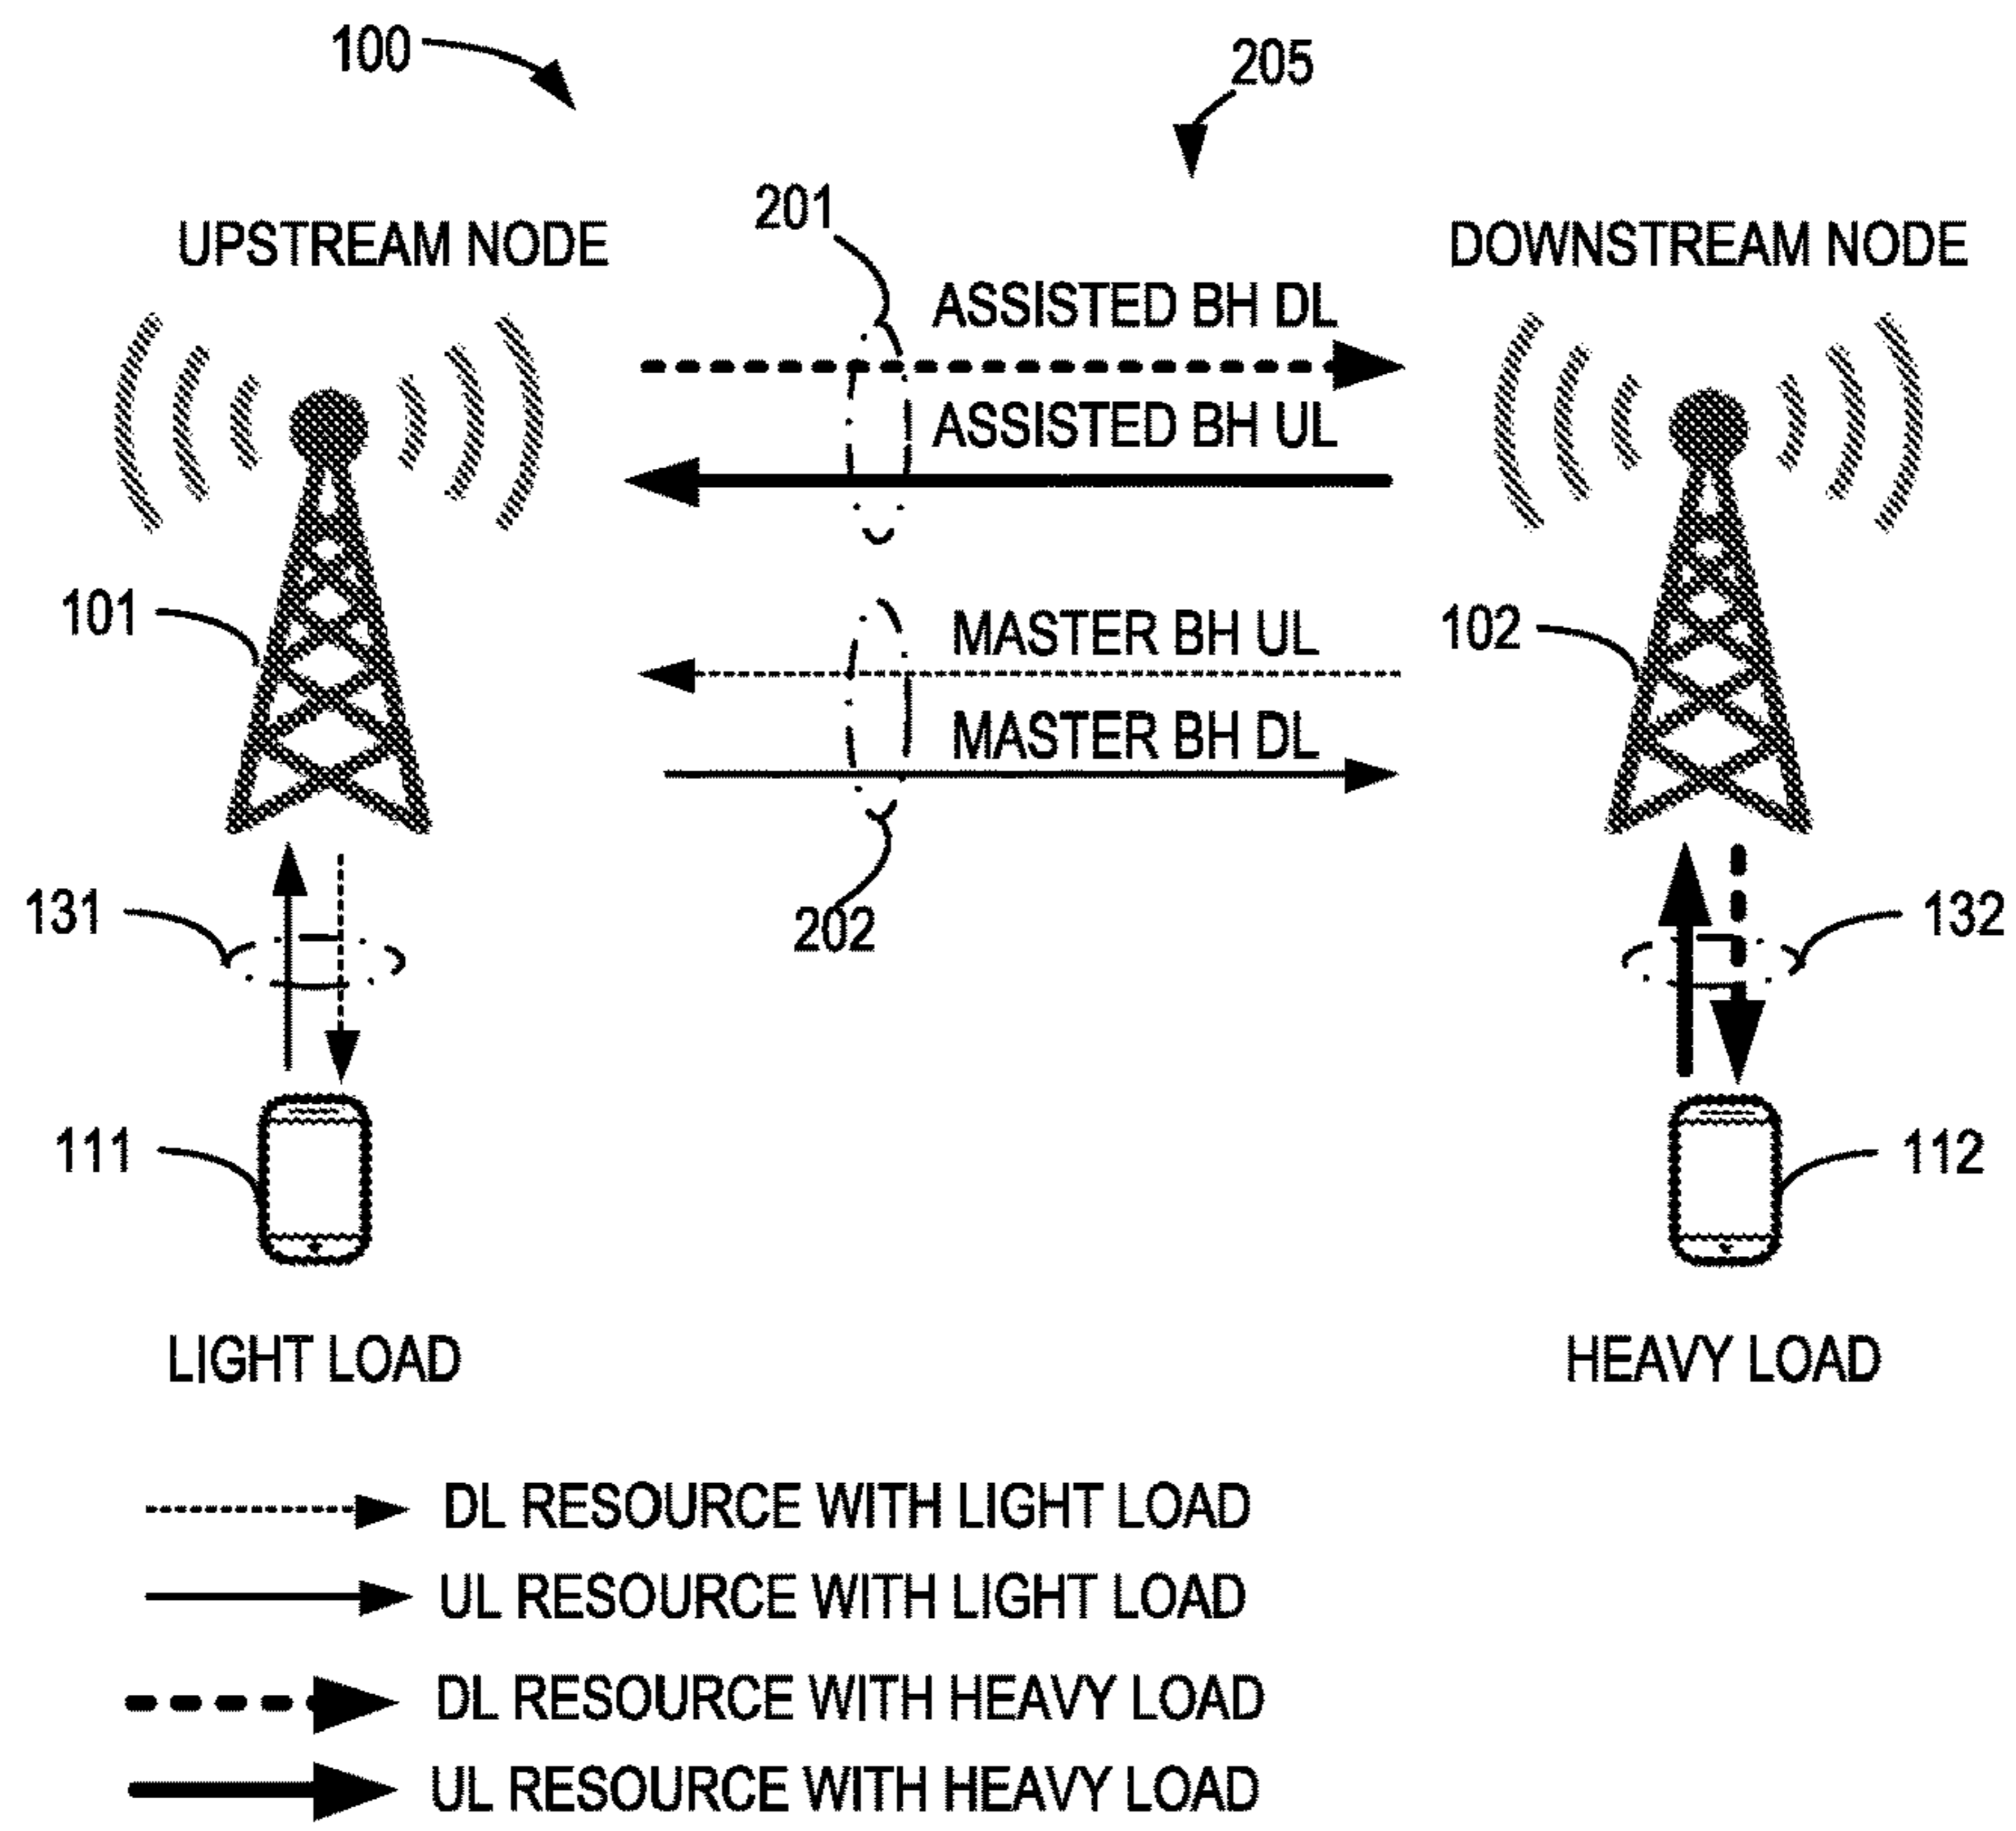 100
205
201
UPSTREAM NODE
DOWNSTREAM NODE
ASSISTED BH DL
ASSISTED BH UL
101
MASTER BH UL
102
MASTER BH DL
131
202
132
111
112
LIGHT LOAD
HEAVY LOAD
DL RESOURCE WITH LIGHT LOAD
UL RESOURCE WITH LIGHT LOAD
DL RESOURCE WITH HEAVY LOAD
UL RESOURCE WITH HEAVY LOAD